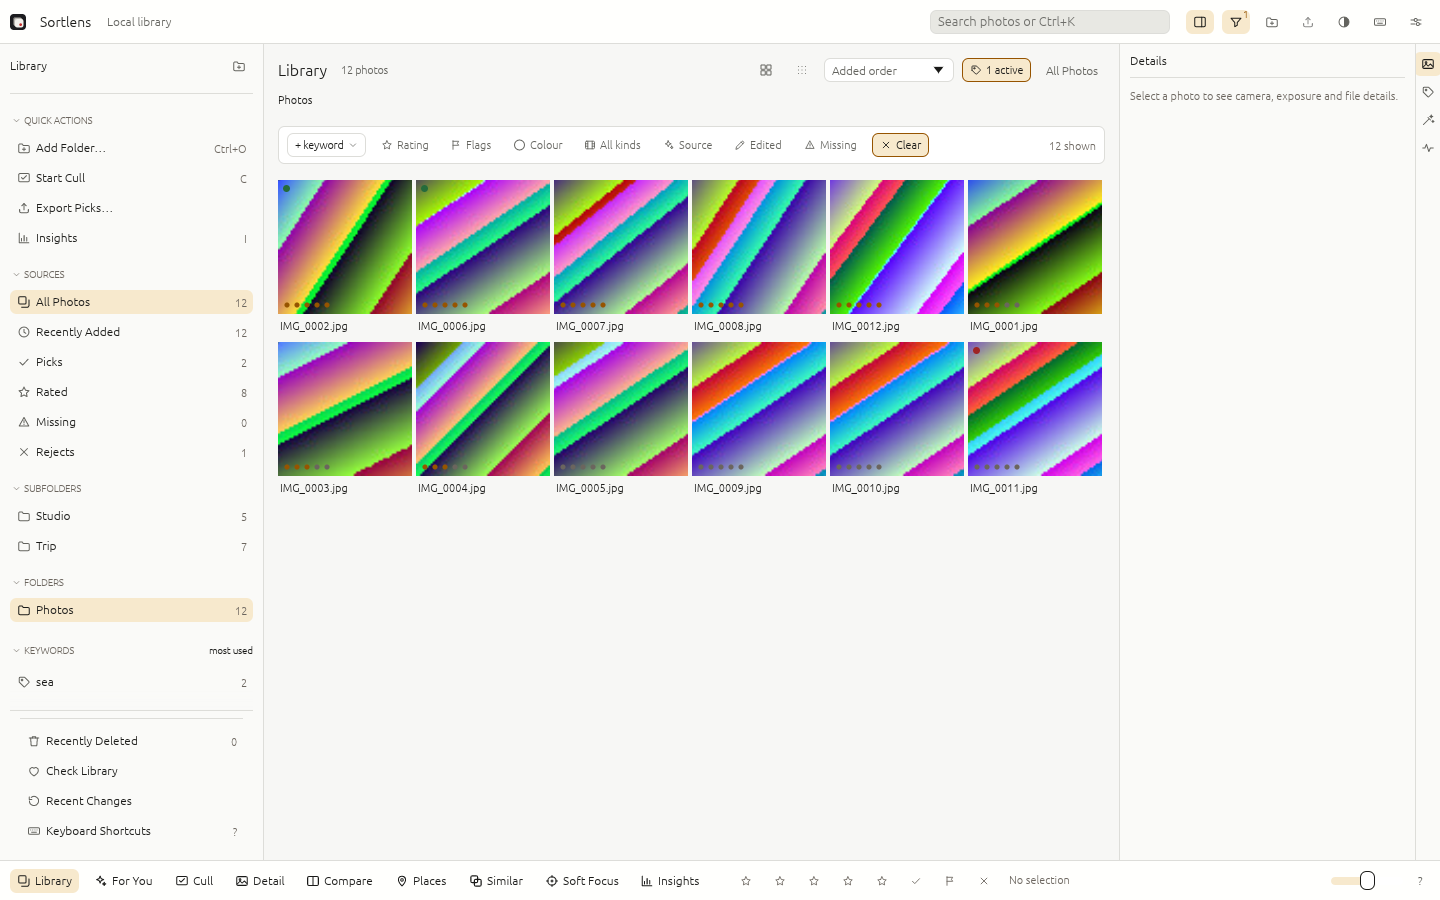 Sortlens
Local library
Search photos or Ctrl+K
1
Library
QUICK ACTIONS
Add Folder...
Ctrl+O
Start Cull
C
Export Picks...
Insights
I
SOURCES
All Photos
12
Recently Added
12
Picks
2
Rated
8
Missing
0
Rejects
1
SUBFOLDERS
Studio
5
Trip
7
FOLDERS
Photos
12
KEYWORDS
most used
sea
2
Recently Deleted
0
Check Library
Recent Changes
Keyboard Shortcuts
?
Library
12 photos
Added order
1 active
All Photos
Photos
+ keyword
Rating
Flags
Colour
All kinds
Source
Edited
Missing
Clear
12 shown
IMG_0002.jpg
IMG_0006.jpg
IMG_0007.jpg
IMG_0008.jpg
IMG_0012.jpg
IMG_0001.jpg
IMG_0003.jpg
IMG_0004.jpg
IMG_0005.jpg
IMG_0009.jpg
IMG_0010.jpg
IMG_0011.jpg
Details
Select a photo to see camera, exposure and file details.
Library
For You
Cull
Detail
Compare
Places
Similar
Soft Focus
Insights
No selection
?